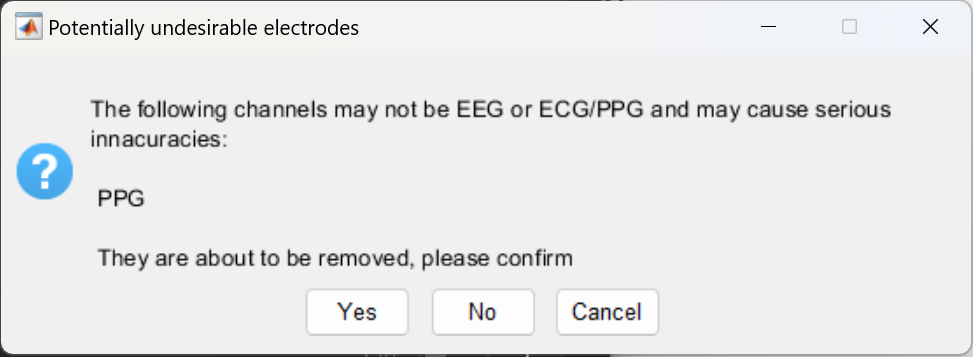 Potentially undesirable electrodes
The following channels may not be EEG or ECG/PPG and may cause serious
innacuracies:
PPG
They are about to be removed, please confirm
Yes No Cancel